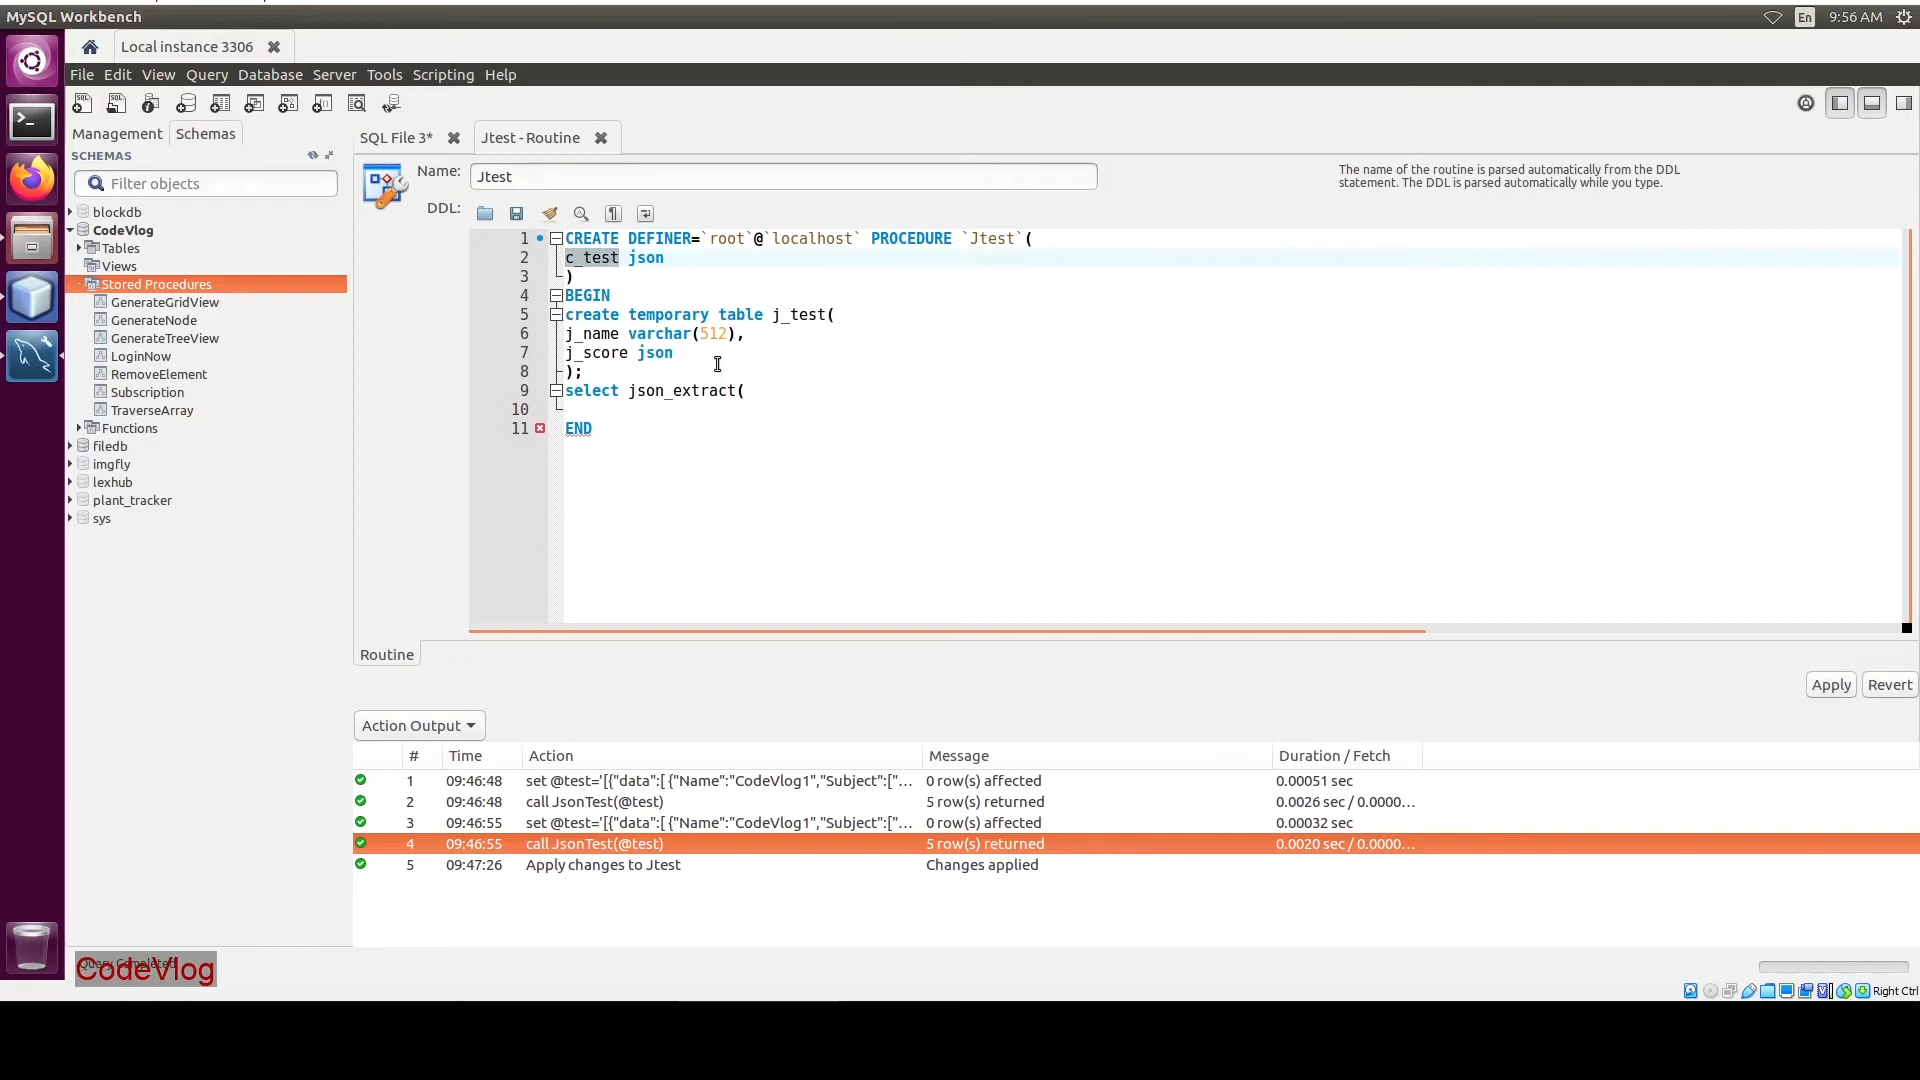 MySQL Workbench
En
9:56 AM
Local instance 3306
File Edit View Query Database Server Tools Scripting Help
Management Schemas
SCHEMAS
Filter objects
blockdb
CodeVlog
Tables
Views
Stored Procedures
GenerateGridView
GenerateNode
GenerateTreeView
LoginNow
RemoveElement
Subscription
TraverseArray
Functions
filedb
imgfly
lexhub
plant_tracker
sys
SQL File 3*
Jtest - Routine
Name: Jtest
The name of the routine is parsed automatically from the DDL
statement. The DDL is parsed automatically while you type.
DDL:
1 CREATE DEFINER=`root`@`localhost` PROCEDURE `Jtest`(
2 c_test json
3 )
4 BEGIN
5 create temporary table j_test(
6 j_name varchar(512),
7 j_score json
8 );
9 select json_extract(
10
11 END
Routine
Apply Revert
Action Output
# Time Action Message Duration / Fetch
1 09:46:48 set @test='[{"data":[ {"Name":"CodeVlog1","Subject":["... 0 row(s) affected 0.00051 sec
2 09:46:48 call JsonTest(@test) 5 row(s) returned 0.0026 sec / 0.0000...
3 09:46:55 set @test='[{"data":[ {"Name":"CodeVlog1","Subject":["... 0 row(s) affected 0.00032 sec
4 09:46:55 call JsonTest(@test) 5 row(s) returned 0.0020 sec / 0.0000...
5 09:47:26 Apply changes to Jtest Changes applied
Query Completed
CodeVlog
Right Ctrl